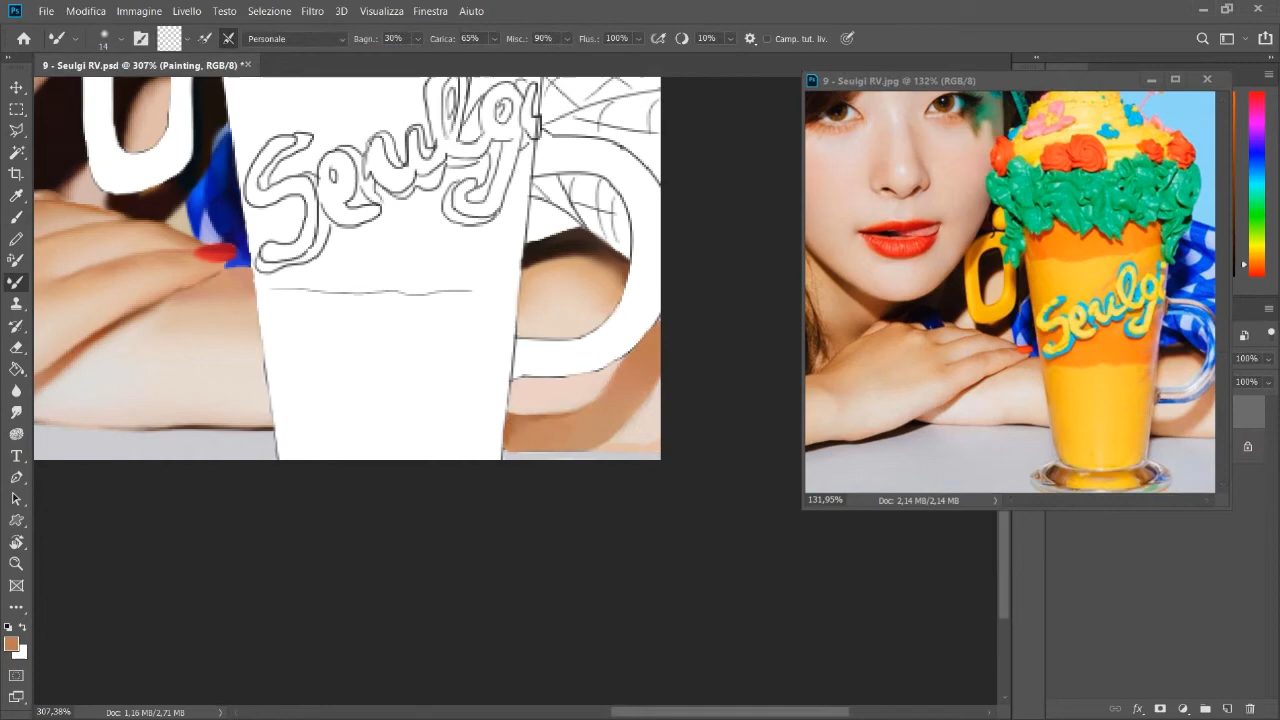 Ps File Modifica Immagine Livello Testo Selezione Filtro 3D Visualizza Finestra Aiuto
14 Personale Bagn.: 30% Carica: 65% Misc.: 90% Flus.: 100% 10% Camp. tut. liv.
9 - Seulgi RV.psd @ 307% (Painting, RGB/8) *
9 - Seulgi RV.jpg @ 132% (RGB/8)
Seulgi
Seulgi
100%
100%
131,95% Doc: 2,14 MB/2,14 MB
307,38% Doc: 1,16 MB/2,71 MB